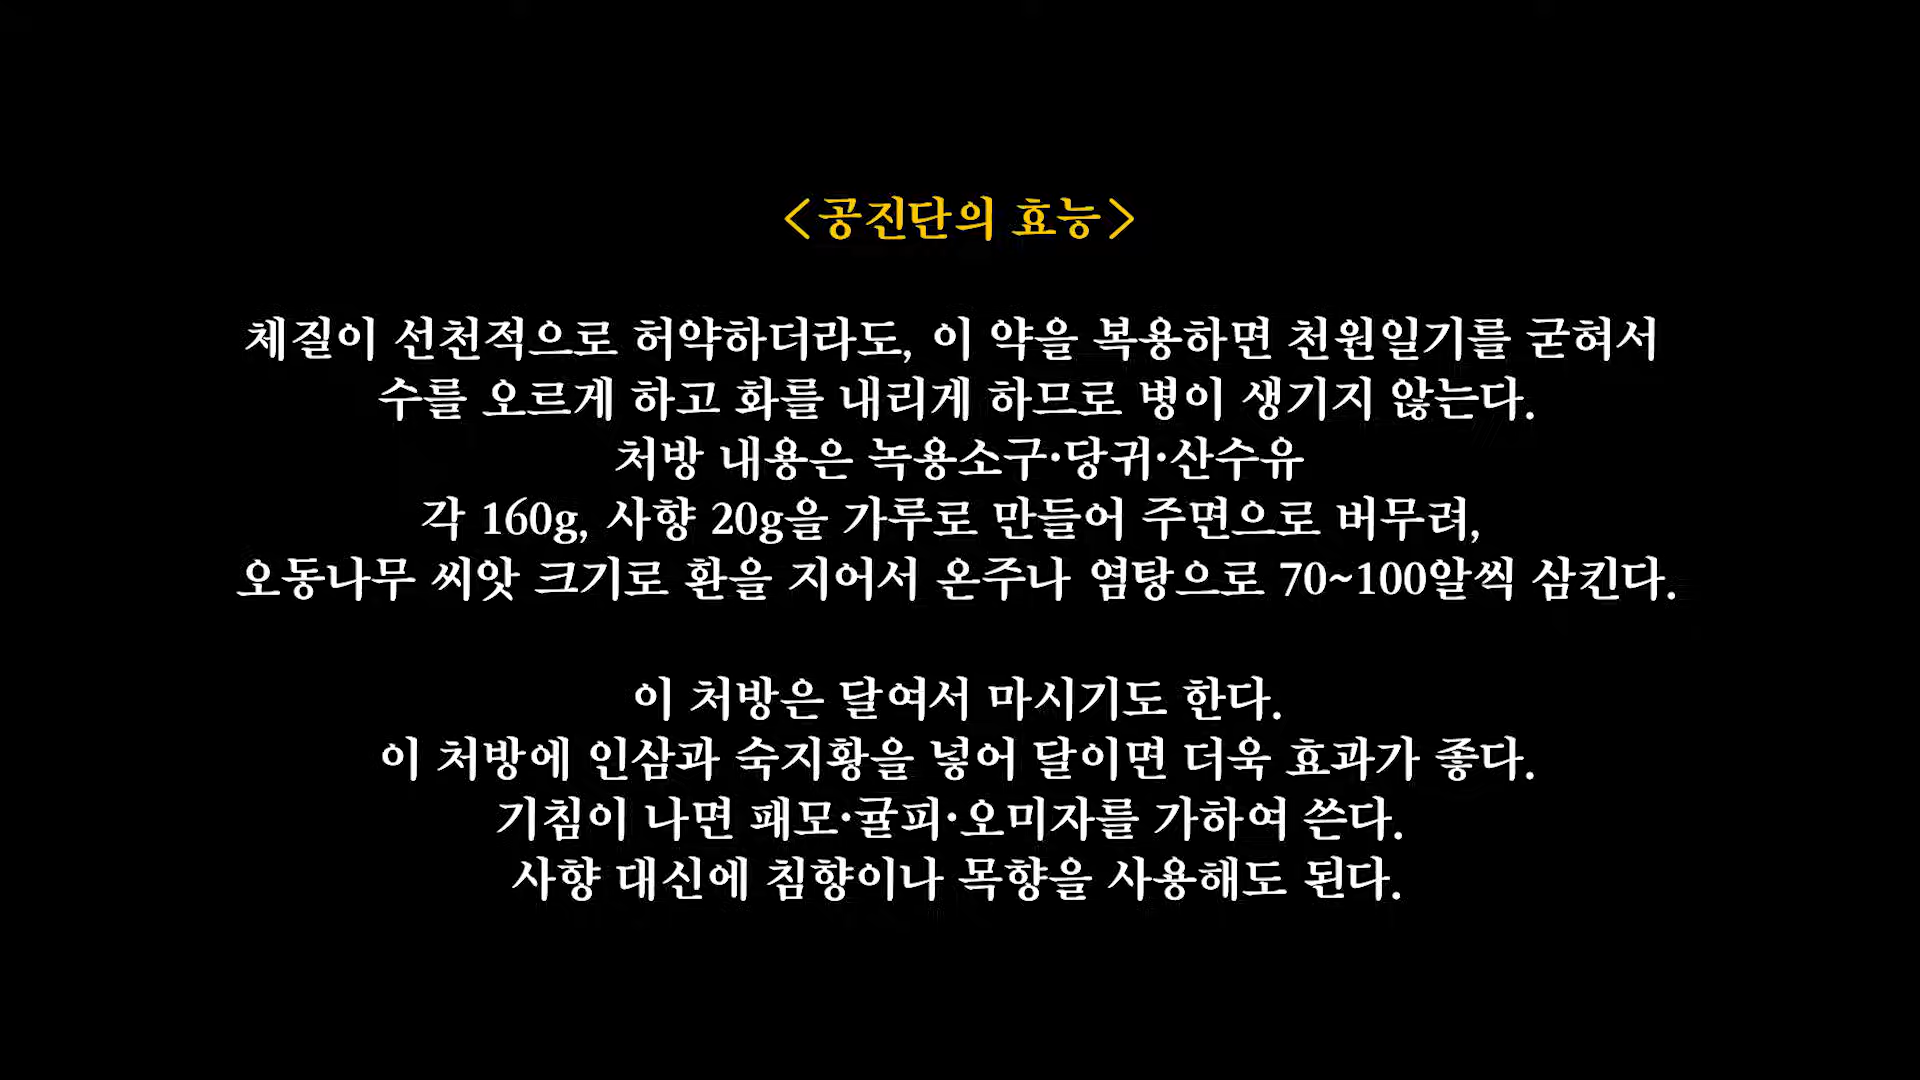 <공진단의 효능>
체질이 선천적으로 허약하더라도, 이 약을 복용하면 천원일기를 굳혀서
수를 오르게 하고 화를 내리게 하므로 병이 생기지 않는다.
처방 내용은 녹용소구·당귀·산수유
각 160g, 사향 20g을 가루로 만들어 주면으로 버무려,
오동나무 씨앗 크기로 환을 지어서 온주나 염탕으로 70~100알씩 삼킨다.
이 처방은 달여서 마시기도 한다.
이 처방에 인삼과 숙지황을 넣어 달이면 더욱 효과가 좋다.
기침이 나면 패모·귤피·오미자를 가하여 쓴다.
사향 대신에 침향이나 목향을 사용해도 된다.